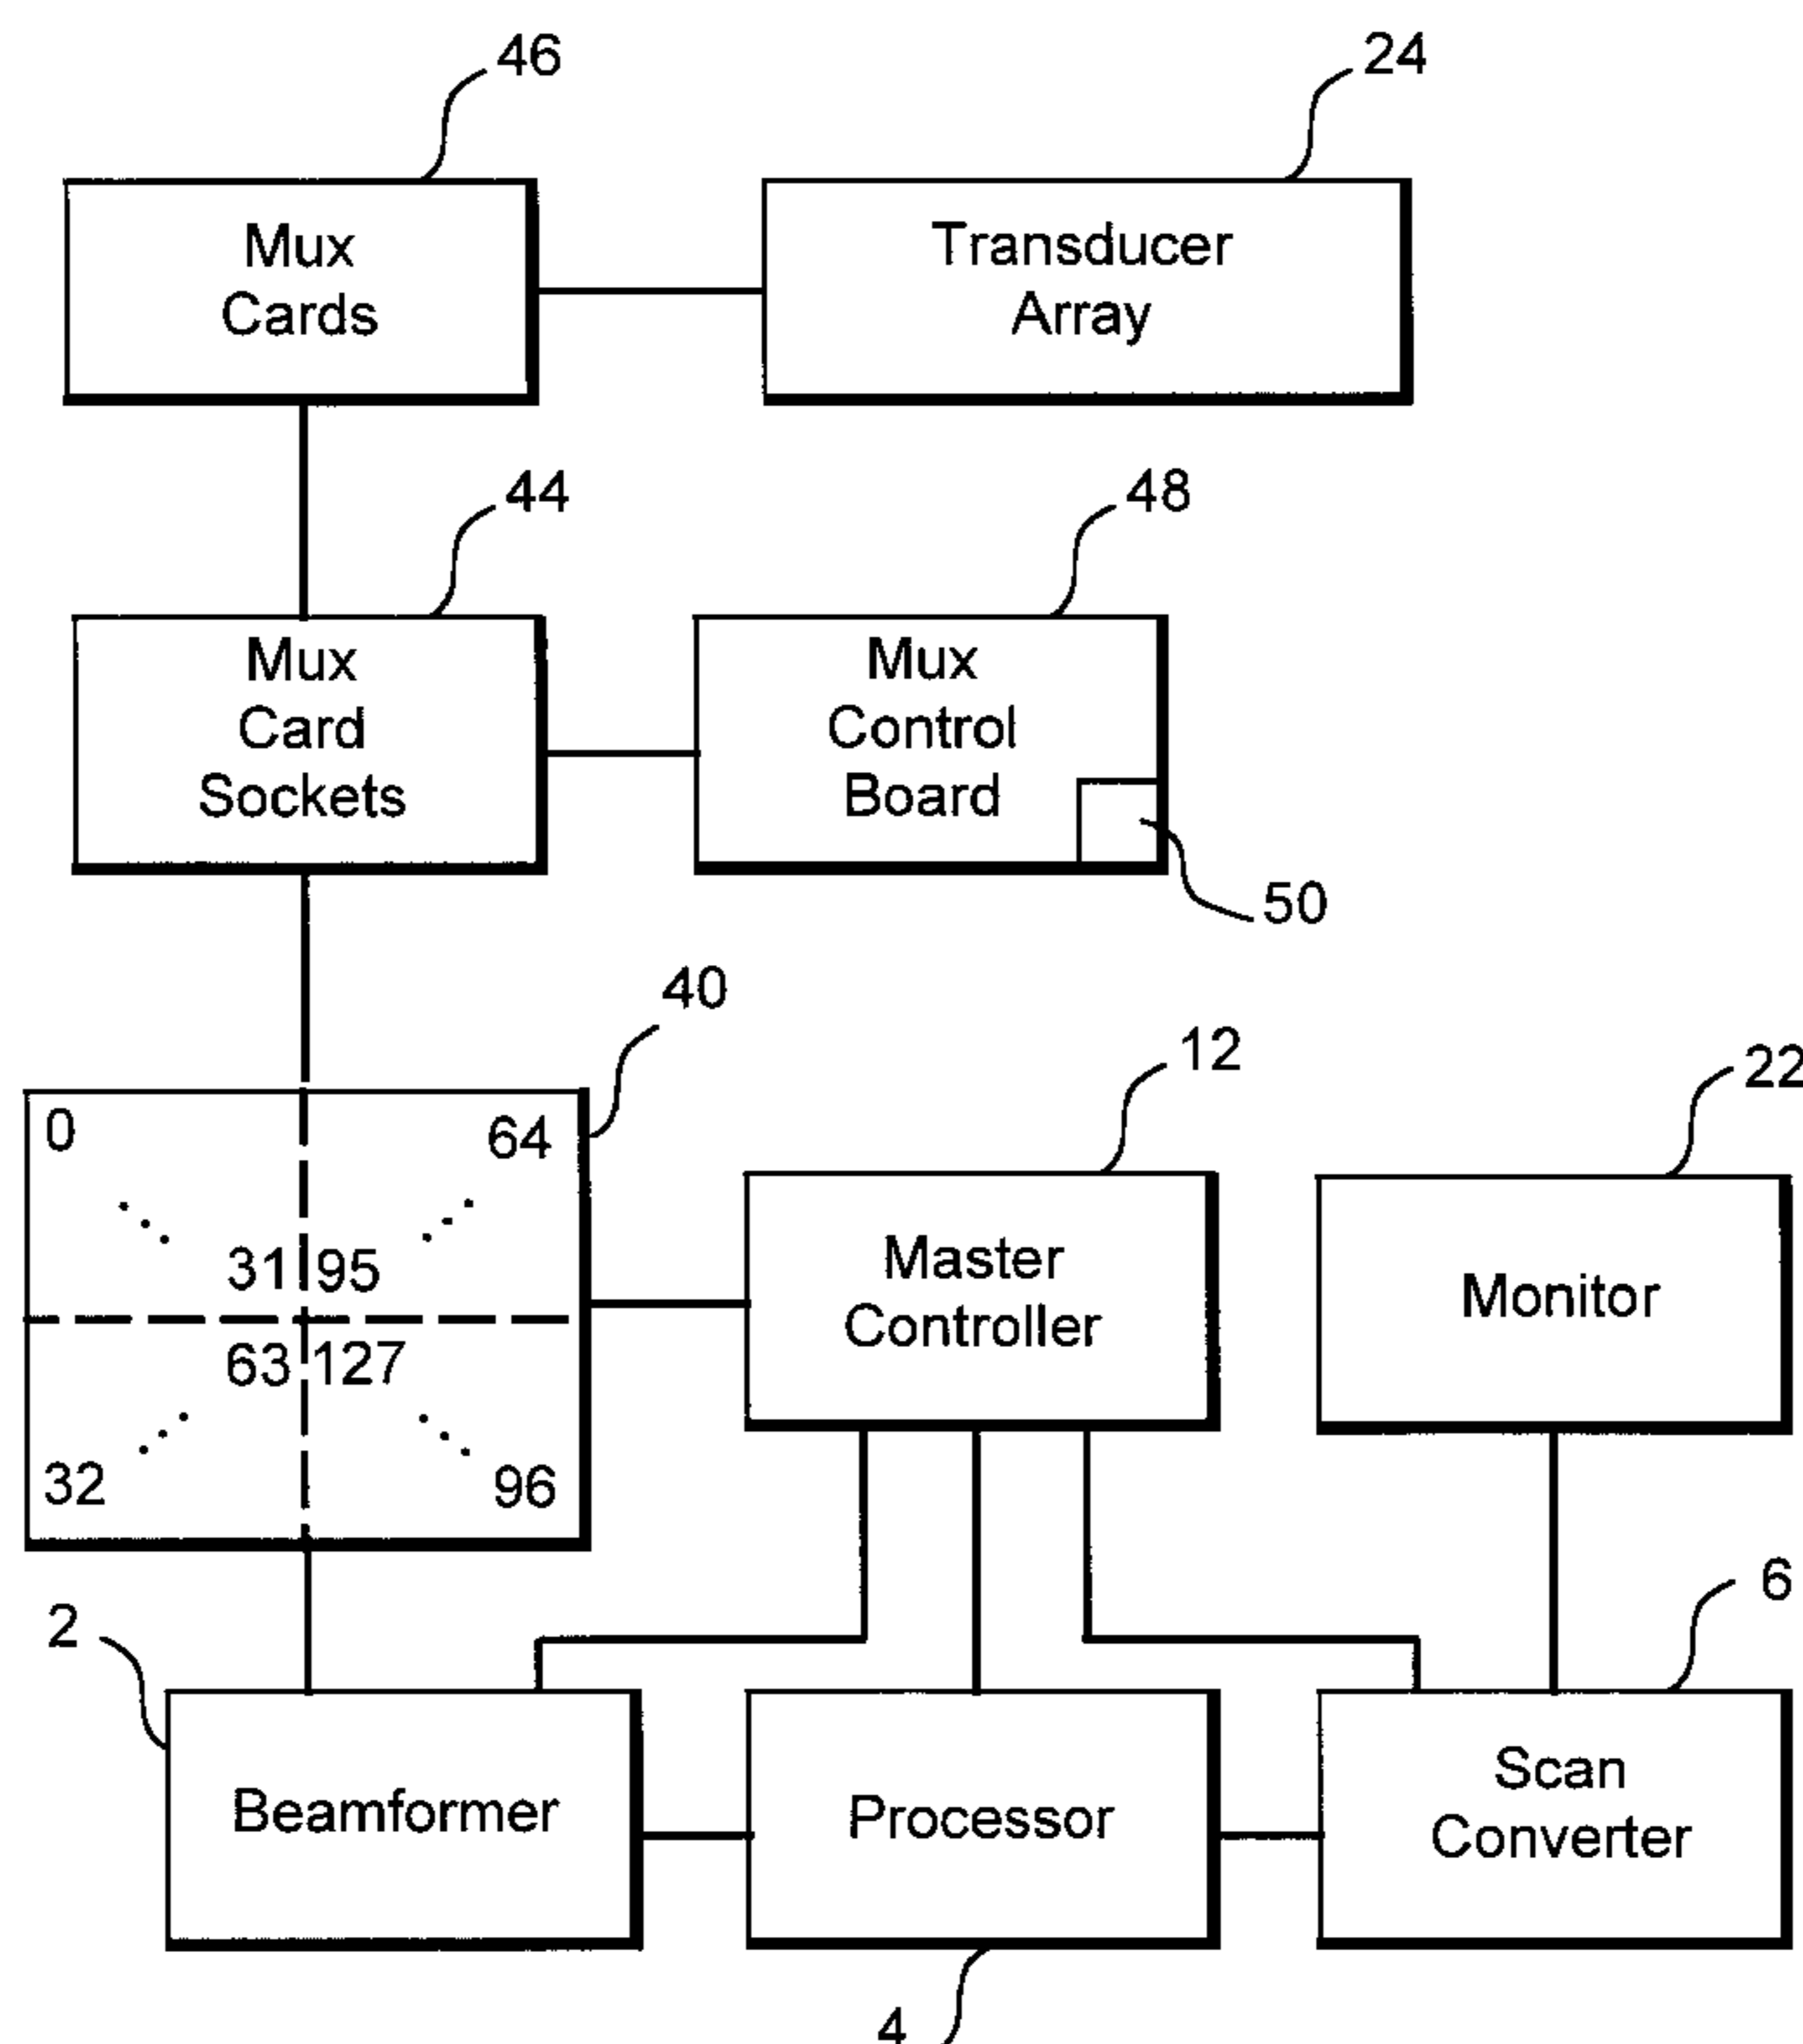 46
24
Mux
Cards
Transducer
Array
44
48
Mux
Card
Sockets
Mux
Control
Board
50
40
12
22
0
64
31 95
63 127
32
96
Master
Controller
Monitor
2
6
Beamformer
Processor
Scan
Converter
4